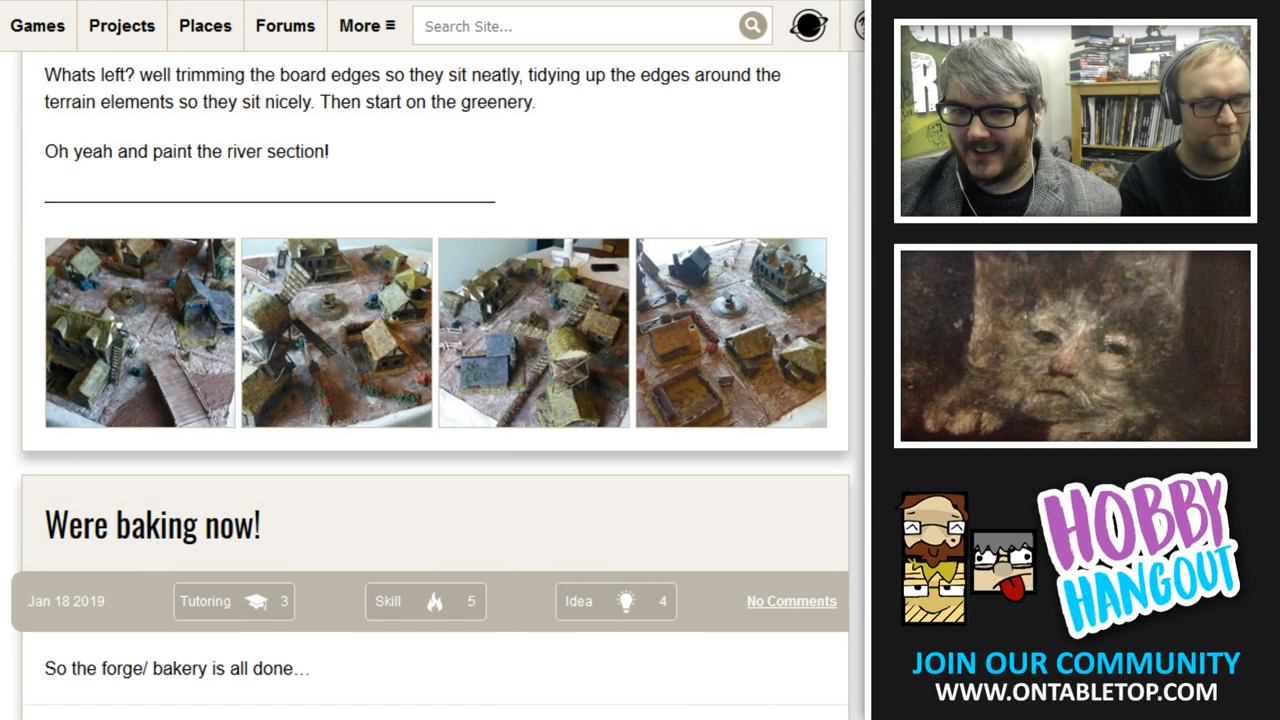 Games
Projects
Places
Forums
More ≡
Search Site...
Whats left? well trimming the board edges so they sit neatly, tidying up the edges around the
terrain elements so they sit nicely. Then start on the greenery.
Oh yeah and paint the river section!
Were baking now!
Jan 18 2019
Tutoring 3
Skill 5
Idea 4
No Comments
So the forge/ bakery is all done…
HOBBY
HANGOUT
JOIN OUR COMMUNITY
WWW.ONTABLETOP.COM